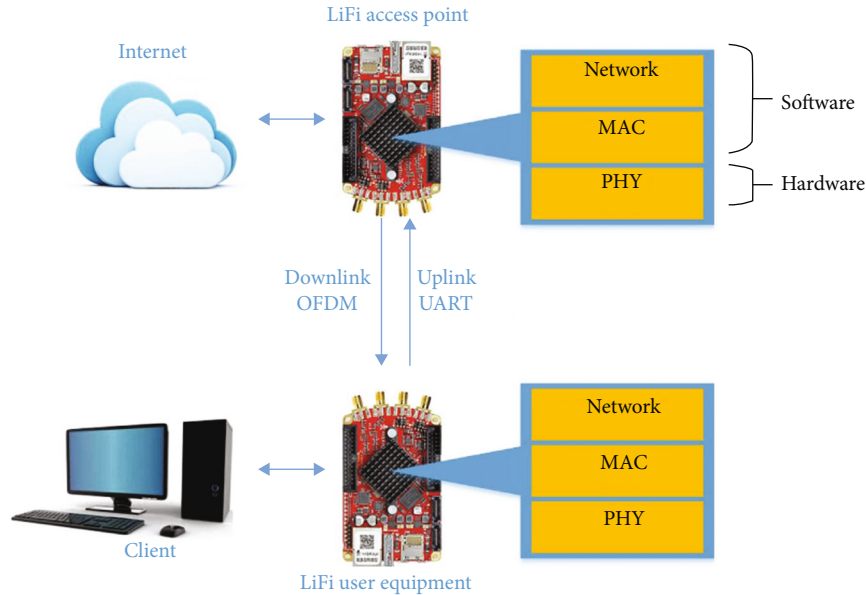 LiFi access point
Internet
Network
MAC
PHY
Software
Hardware
Downlink
OFDM
Uplink
UART
Network
MAC
PHY
Client
LiFi user equipment